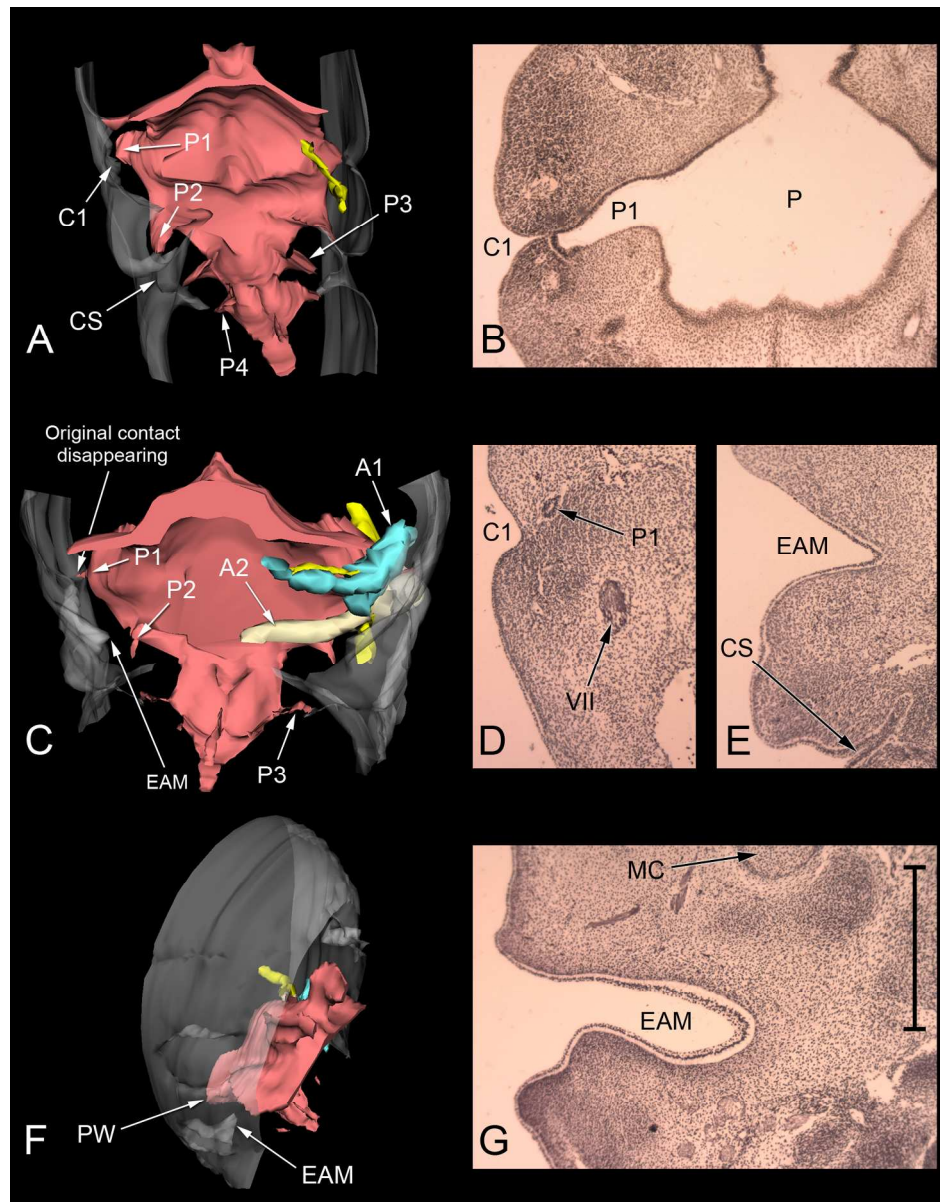 P1
P2
C1
P3
CS
A
P4
P1
P
C1
B
Original contact
disappearing
A1
P1
A2
P2
C
EAM
P3
C1
P1
VII
D
EAM
CS
E
PW
F
EAM
MC
EAM
G